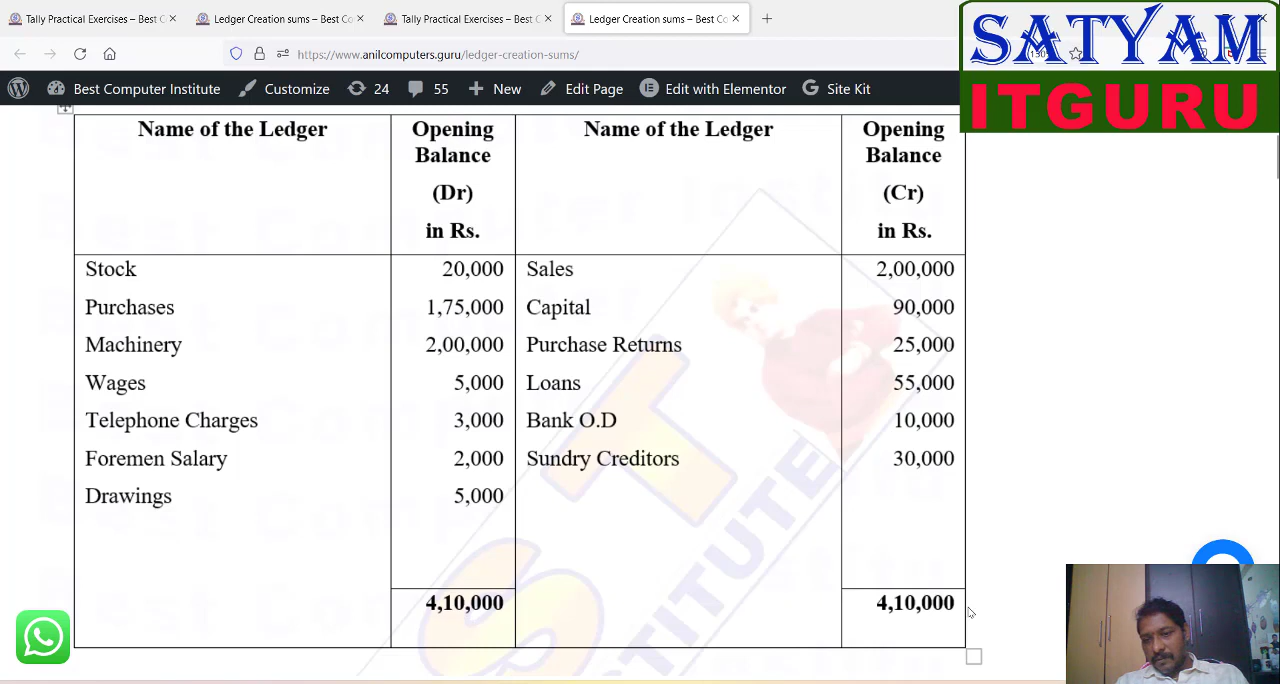 Tally Practical Exercises – Best C
Ledger Creation sums – Best Co
Tally Practical Exercises – Best C
Ledger Creation sums – Best Co
https://www.anilcomputers.guru/ledger-creation-sums/
SATYAM
ITGURU
Best Computer Institute
Customize
24
55
New
Edit Page
Edit with Elementor
Site Kit
Name of the Ledger
Opening
Balance
(Dr)
in Rs.
Name of the Ledger
Opening
Balance
(Cr)
in Rs.
Stock 20,000 Sales 2,00,000
Purchases 1,75,000 Capital 90,000
Machinery 2,00,000 Purchase Returns 25,000
Wages 5,000 Loans 55,000
Telephone Charges 3,000 Bank O.D 10,000
Foremen Salary 2,000 Sundry Creditors 30,000
Drawings 5,000
4,10,000 4,10,000